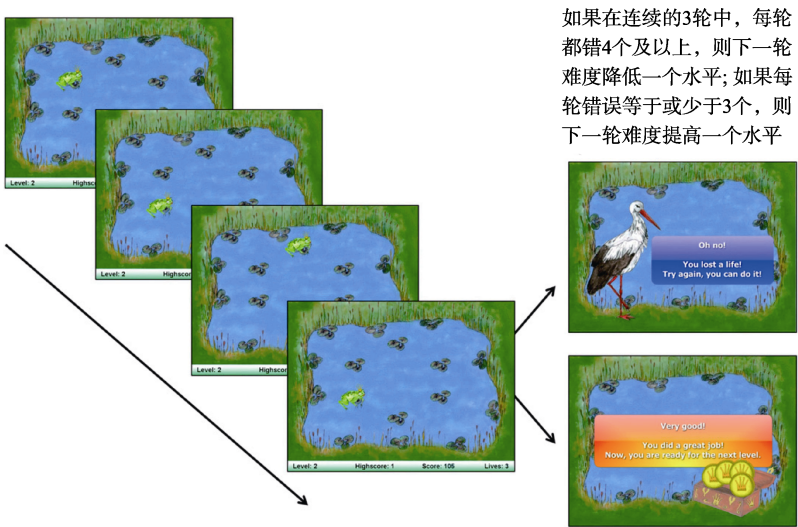 如果在连续的3轮中，每轮
都错4个及以上，则下一轮
难度降低一个水平; 如果每
轮错误等于或少于3个，则
下一轮难度提高一个水平
Level: 2 Highsco
Level: 2 Highscor
Level: 2 Highscor
Level: 2 Highscore: 1 Score: 105 Lives: 3
Oh no!
You lost a life!
Try again, you can do it!
Very good!
You did a great job!
Now, you are ready for the next level.